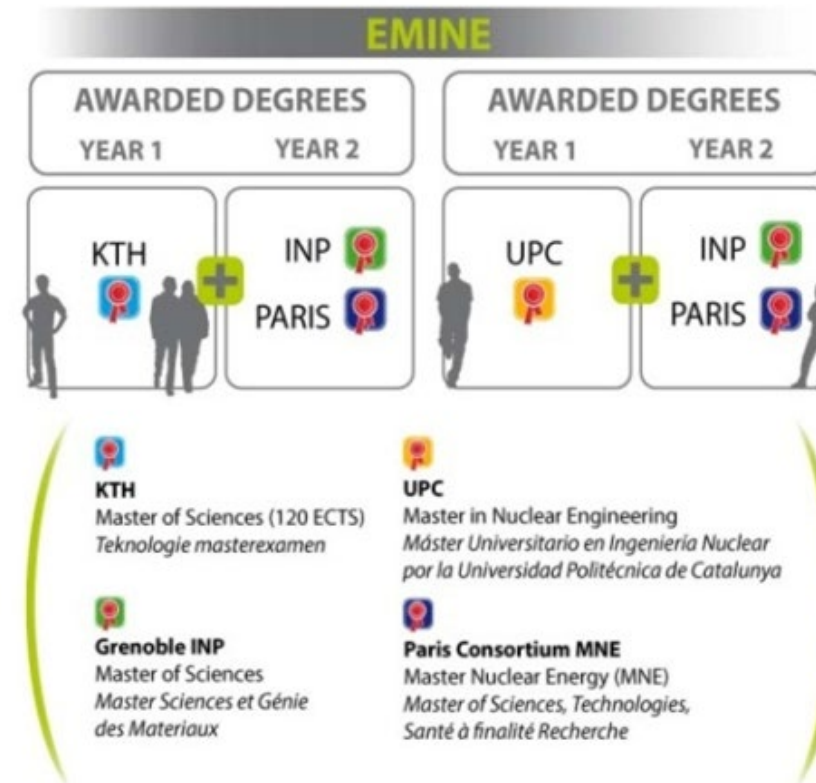 EMINE
AWARDED DEGREES
YEAR 1 YEAR 2
KTH
INP
PARIS
AWARDED DEGREES
YEAR 1 YEAR 2
UPC
INP
PARIS
KTH
Master of Sciences (120 ECTS)
Teknologie masterexamen
UPC
Master in Nuclear Engineering
Máster Universitario en Ingeniería Nuclear
por la Universidad Politécnica de Catalunya
Grenoble INP
Master of Sciences
Master Sciences et Génie
des Materiaux
Paris Consortium MNE
Master Nuclear Energy (MNE)
Master of Sciences, Technologies,
Santé à finalité Recherche